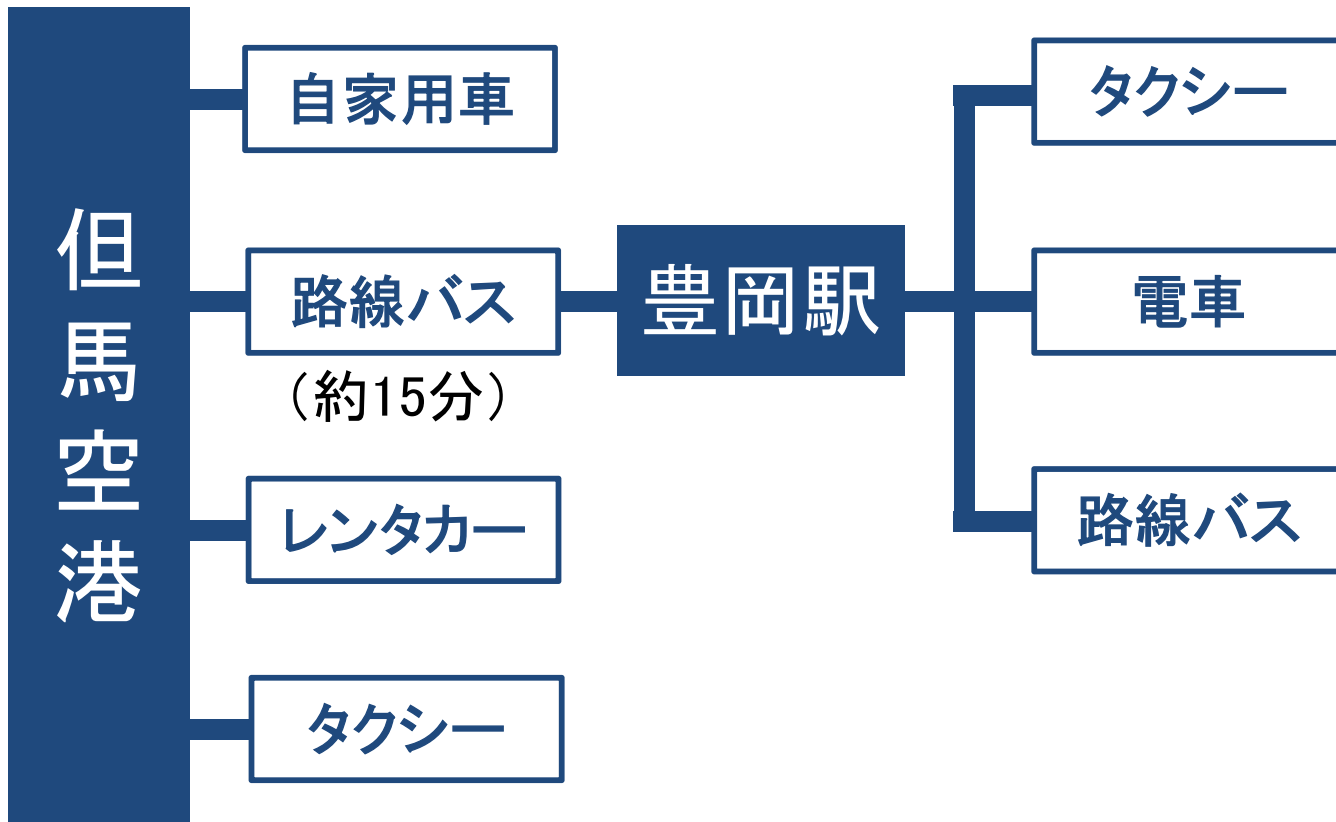 但馬空港
自家用車
路線バス
（約15分）
レンタカー
タクシー
豊岡駅
タクシー
電車
路線バス